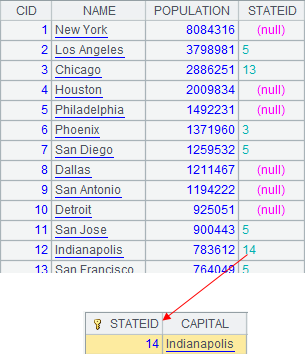 CID NAME POPULATION STATEID
1 New York 8084316 (null)
2 Los Angeles 3798981 5
3 Chicago 2886251 13
4 Houston 2009834 (null)
5 Philadelphia 1492231 (null)
6 Phoenix 1371960 3
7 San Diego 1259532 5
8 Dallas 1211467 (null)
9 San Antonio 1194222 (null)
10 Detroit 925051 (null)
11 San Jose 900443 5
12 Indianapolis 783612 14
13 San Francisco 764049 5
STATEID CAPITAL
14 Indianapolis